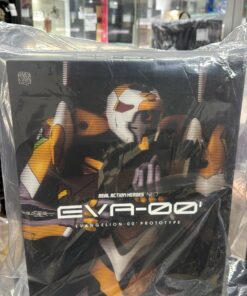 REAL ACTION HEROES NEO
EVA-00'
EVANGELION-00' PROTOTYPE